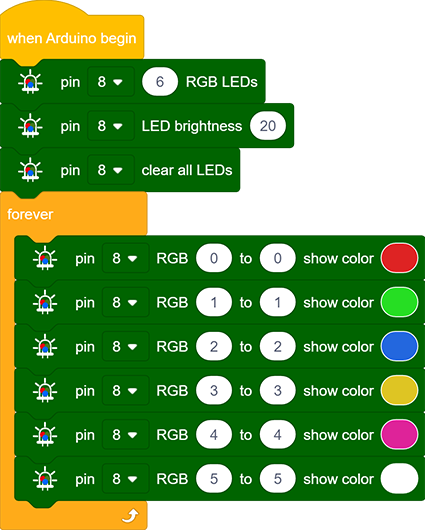 when Arduino begin
pin 8 6 RGB LEDs
pin 8 LED brightness 20
pin 8 clear all LEDs
forever
pin 8 RGB 0 to 0 show color
pin 8 RGB 1 to 1 show color
pin 8 RGB 2 to 2 show color
pin 8 RGB 3 to 3 show color
pin 8 RGB 4 to 4 show color
pin 8 RGB 5 to 5 show color